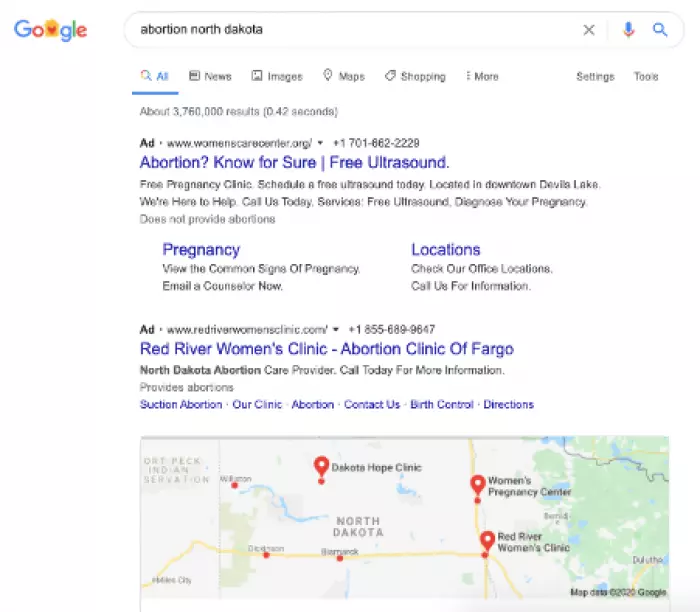 Google
abortion north dakota
All News Images Maps Shopping More Settings Tools
About 3,760,000 results (0.42 seconds)
Ad · www.womenscarecenter.org/ +1 701-662-2229
Abortion? Know for Sure | Free Ultrasound.
Free Pregnancy Clinic. Schedule a free ultrasound today. Located in downtown Devils Lake.
We're Here to Help. Call Us Today. Services: Free Ultrasound, Diagnose Your Pregnancy.
Does not provide abortions
Pregnancy
View the Common Signs Of Pregnancy.
Email a Counselor Now.
Locations
Check Our Office Locations.
Call Us For Information.
Ad · www.redriverwomensclinic.com/ +1 855-689-9647
Red River Women's Clinic - Abortion Clinic Of Fargo
North Dakota Abortion Care Provider. Call Today For More Information.
Provides abortions
Suction Abortion · Our Clinic · Abortion · Contact Us · Birth Control · Directions
ORT PECK
INDIAN
SERVATION
Williston
Dakota Hope Clinic
Women's
Pregnancy Center
NORTH
DAKOTA
Bemidji
Red River
Women's Clinic
Dickinson
Bismarck
Duluth
Miles City
Map data ©2020 Google